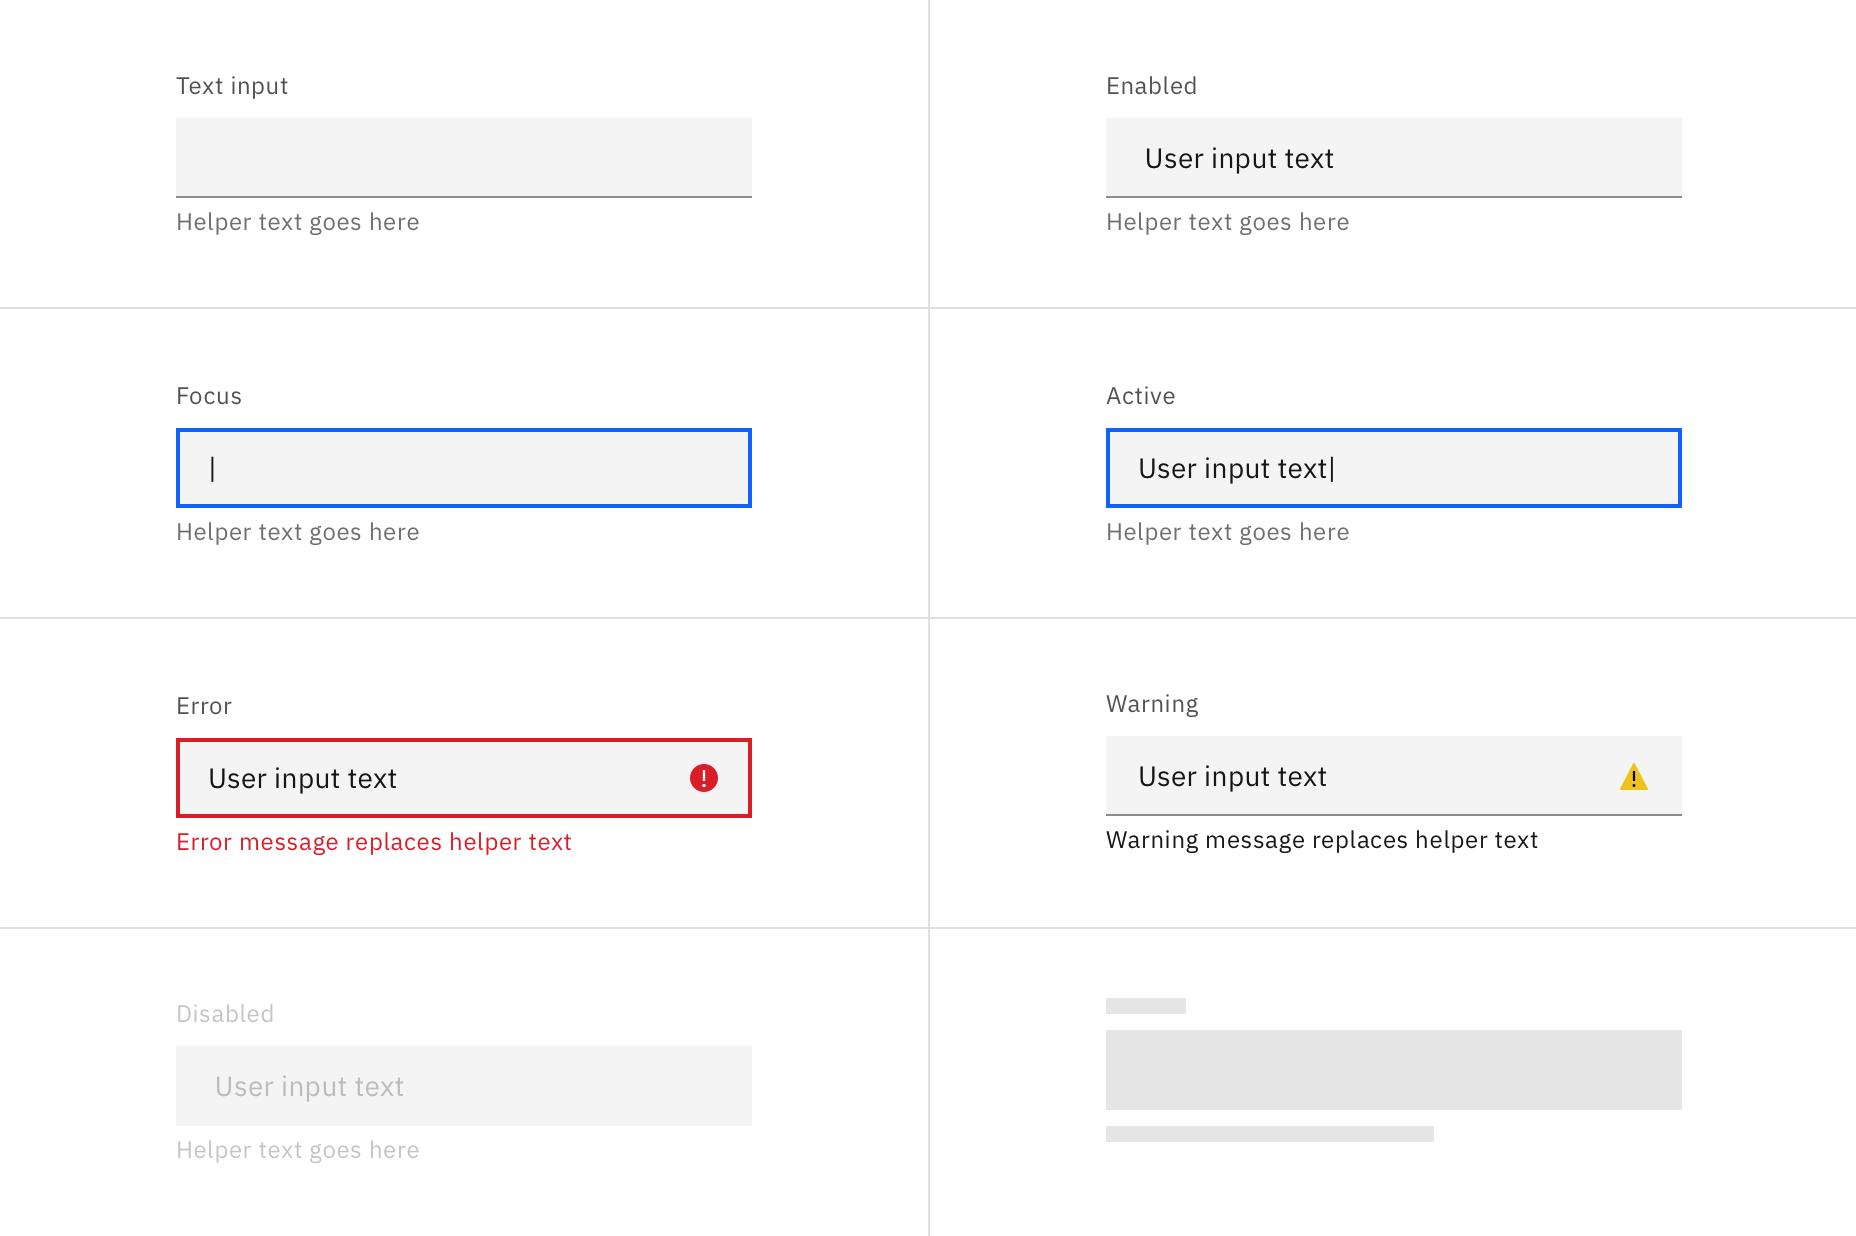 Text input
Helper text goes here
Enabled
User input text
Helper text goes here
Focus
Helper text goes here
Active
User input text
Helper text goes here
Error
User input text
Error message replaces helper text
Warning
User input text
Warning message replaces helper text
Disabled
User input text
Helper text goes here